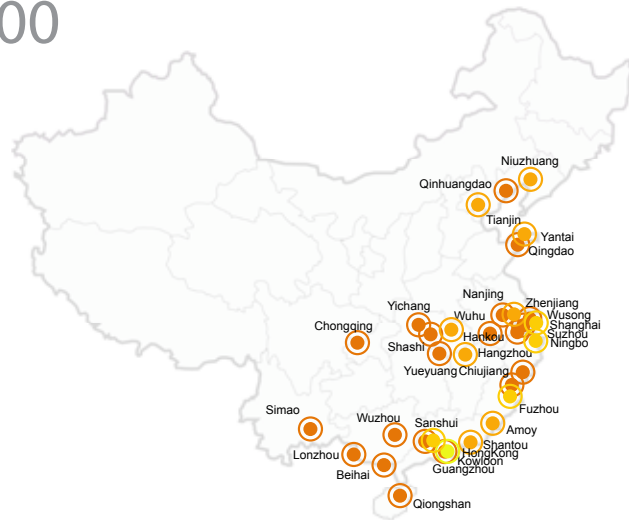 00
Niuzhuang
Qinhuangdao
Tianjin
Yantai
Qingdao
Nanjing
Zhenjiang
Yichang
Wuhu
Wusong
Shanghai
Chongqing
Hankou
Suzhou
Shashi
Ningbo
Hangzhou
Yueyuang
Chiujiang
Fuzhou
Simao
Wuzhou
Sanshui
Amoy
Shantou
Lonzhou
HongKong
Kowloon
Beihai
Guangzhou
Qiongshan